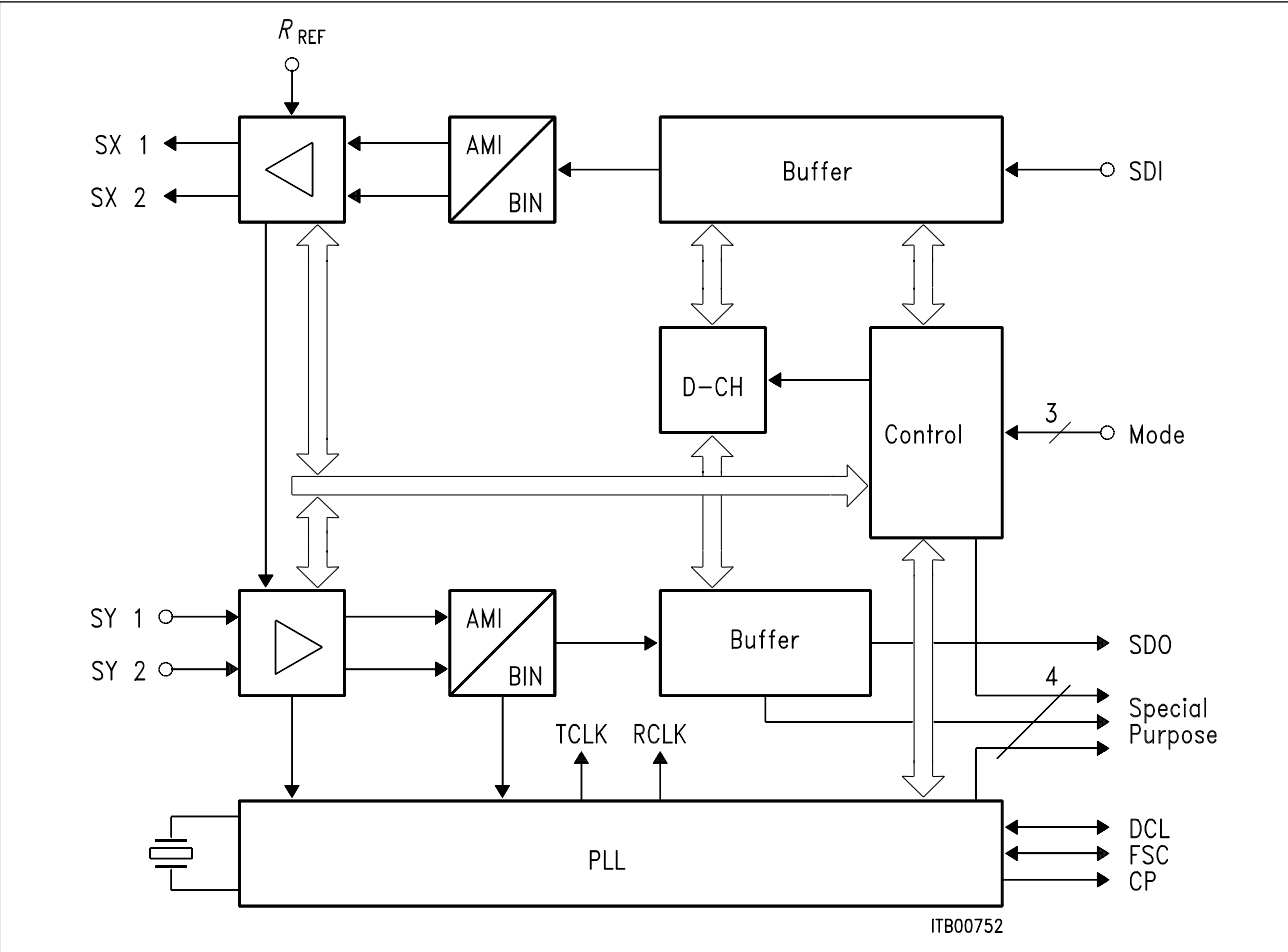 R REF
SX 1
SX 2
AMI
BIN
Buffer
SDI
D-CH
Control
3
Mode
SY 1
SY 2
AMI
BIN
Buffer
SDO
4
Special
Purpose
TCLK
RCLK
PLL
DCL
FSC
CP
ITB00752